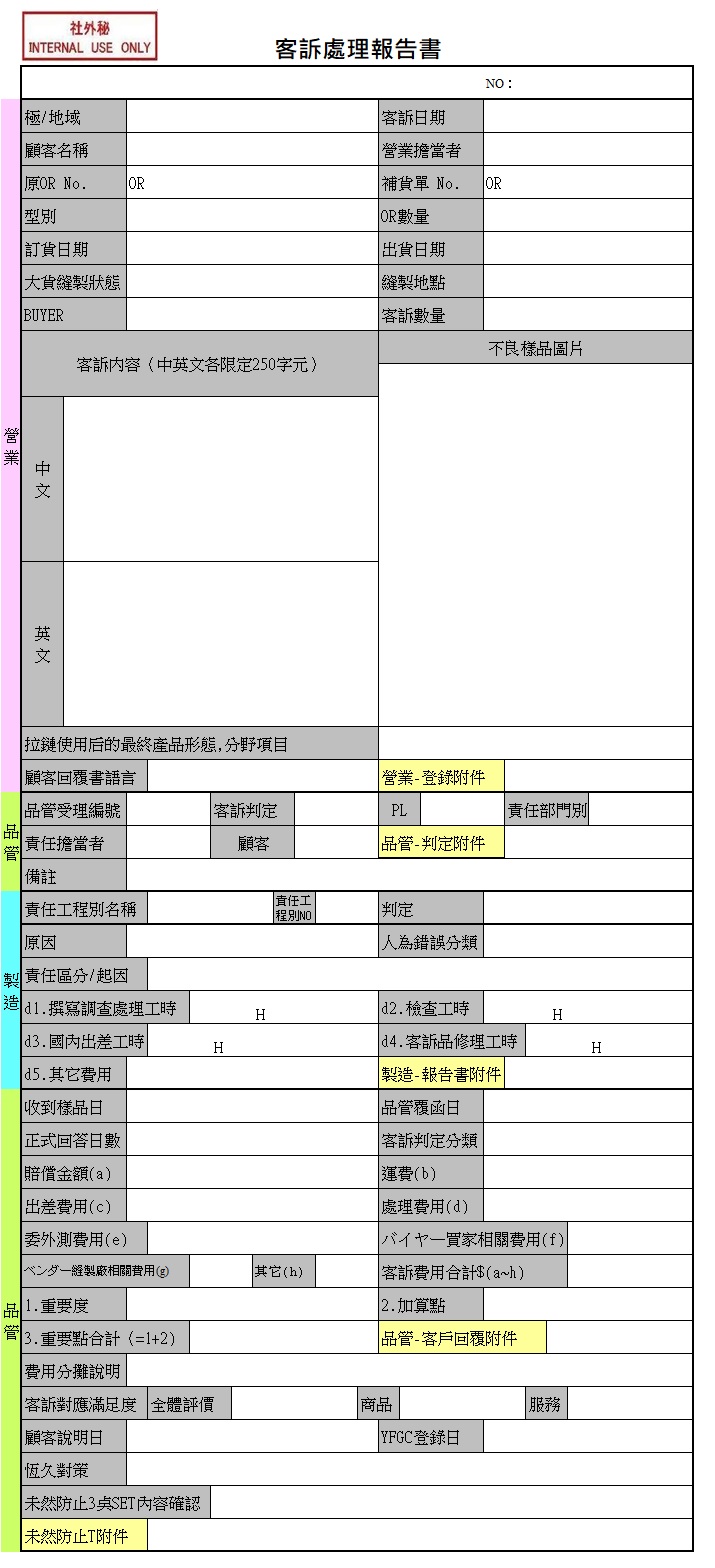 社外秘
INTERNAL USE ONLY
客訴處理報告書
NO：
極/地域
客訴日期
顧客名稱
營業擔當者
原OR No.
OR
補貨單 No.
OR
型別
OR數量
訂貨日期
出貨日期
大貨縫製狀態
縫製地點
BUYER
客訴數量
客訴內容（中英文各限定250字元）
不良樣品圖片
營業
中文
英文
拉鏈使用后的最終產品形態,分野項目
顧客回覆書語言
營業-登錄附件
品管
品管受理編號
客訴判定
PL
責任部門別
責任擔當者
顧客
品管-判定附件
備註
製造
責任工程別名稱
責任工
程別NO
判定
原因
人為錯誤分類
責任區分/起因
d1.撰寫調查處理工時
H
d2.檢查工時
H
d3.國內出差工時
H
d4.客訴品修理工時
H
d5.其它費用
製造-報告書附件
品管
收到樣品日
品管覆函日
正式回答日數
客訴判定分類
賠償金額(a)
運費(b)
出差費用(c)
處理費用(d)
委外測費用(e)
バイヤー買家相關費用(f)
ベンダー縫製廠相關費用(g)
其它(h)
客訴費用合計$(a~h)
1.重要度
2.加算點
3.重要點合計（=1+2）
品管-客戶回覆附件
費用分攤說明
客訴對應滿足度
全體評價
商品
服務
顧客說明日
YFGC登錄日
恆久對策
未然防止3吳SET內容確認
未然防止T附件